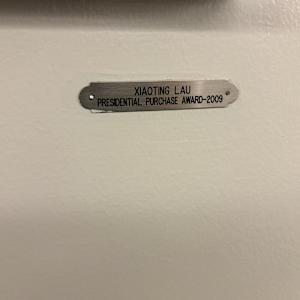 XIAOTING LAU
PRESIDENTIAL PURCHASE AWARD-2009